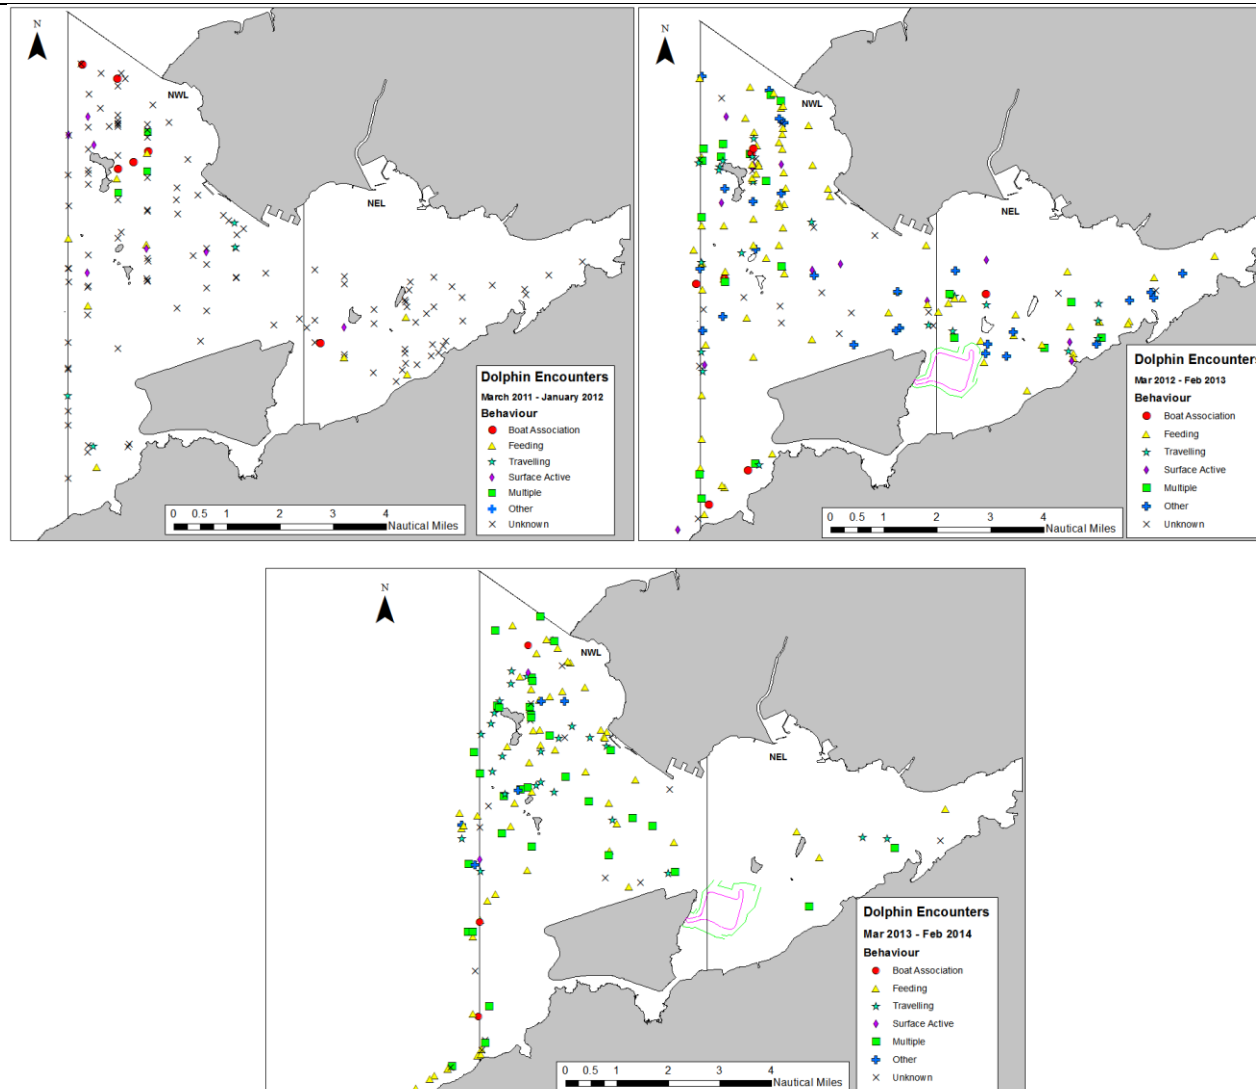 N
NWL
NEL
Dolphin Encounters
March 2011 - January 2012
Behaviour
Boat Association
Feeding
Travelling
Surface Active
Multiple
Other
Unknown
0 0.5 1 2 3 4
Nautical Miles
N
NWL
NEL
Dolphin Encounters
Mar 2012 - Feb 2013
Behaviour
Boat Association
Feeding
Travelling
Surface Active
Multiple
Other
Unknown
0 0.5 1 2 3 4
Nautical Miles
N
NWL
NEL
Dolphin Encounters
Mar 2013 - Feb 2014
Behaviour
Boat Association
Feeding
Travelling
Surface Active
Multiple
Other
Unknown
0 0.5 1 2 3 4
Nautical Miles